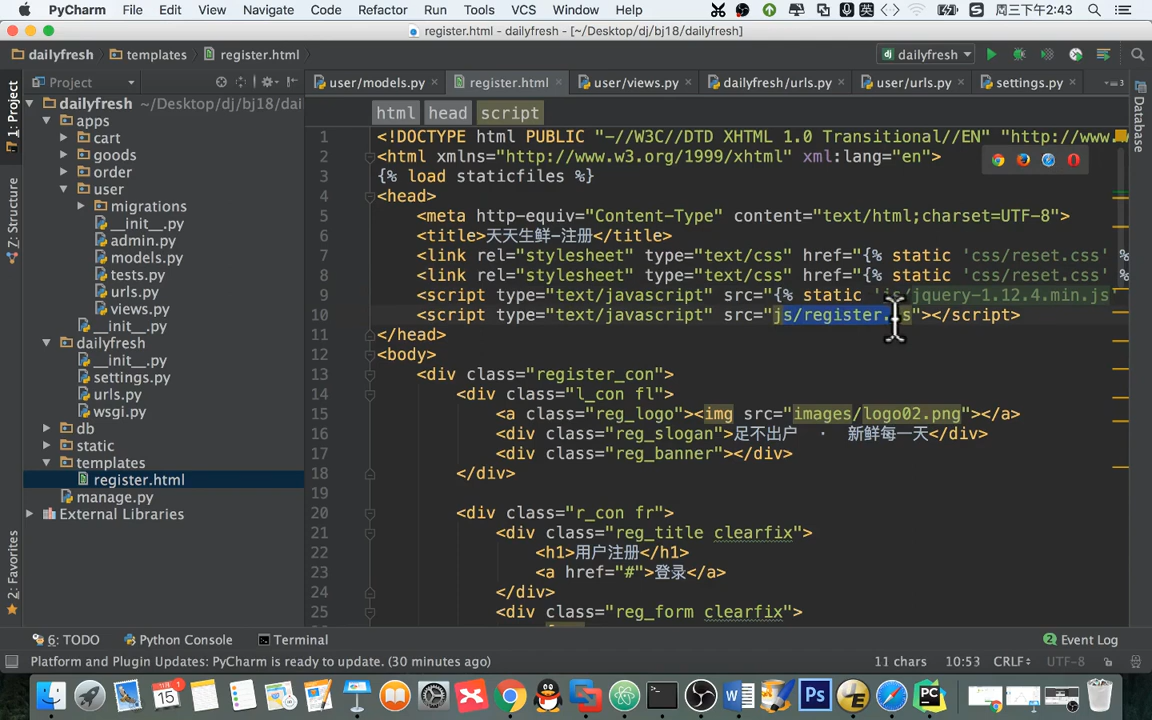 PyCharm File Edit View Navigate Code Refactor Run Tools VCS Window Help 英 周三下午2:43
register.html - dailyfresh - [~/Desktop/dj/bj18/dailyfresh]
dailyfresh templates register.html dailyfresh
Project user/models.py register.html user/views.py dailyfresh/urls.py user/urls.py settings.py
dailyfresh ~/Desktop/dj/bj18/dai
apps
cart
goods
order
user
migrations
__init__.py
admin.py
models.py
tests.py
urls.py
views.py
__init__.py
dailyfresh
__init__.py
settings.py
urls.py
wsgi.py
db
static
templates
register.html
manage.py
External Libraries
1: Project
7: Structure
2: Favorites
Database
html head script
1 <!DOCTYPE html PUBLIC "-//W3C//DTD XHTML 1.0 Transitional//EN" "http://www.
2 <html xmlns="http://www.w3.org/1999/xhtml" xml:lang="en">
3 {% load staticfiles %}
4 <head>
5 <meta http-equiv="Content-Type" content="text/html;charset=UTF-8">
6 <title>天天生鲜-注册</title>
7 <link rel="stylesheet" type="text/css" href="{% static 'css/reset.css' %
8 <link rel="stylesheet" type="text/css" href="{% static 'css/reset.css' %
9 <script type="text/javascript" src="{% static 'js/jquery-1.12.4.min.js
10 <script type="text/javascript" src="js/register.js"></script>
11 </head>
12 <body>
13 <div class="register_con">
14 <div class="l_con fl">
15 <a class="reg_logo"><img src="images/logo02.png"></a>
16 <div class="reg_slogan">足不出户 · 新鲜每一天</div>
17 <div class="reg_banner"></div>
18 </div>
19
20 <div class="r_con fr">
21 <div class="reg_title clearfix">
22 <h1>用户注册</h1>
23 <a href="#">登录</a>
24 </div>
25 <div class="reg_form clearfix">
6: TODO Python Console Terminal 2 Event Log
Platform and Plugin Updates: PyCharm is ready to update. (30 minutes ago) 11 chars 10:53 CRLF UTF-8